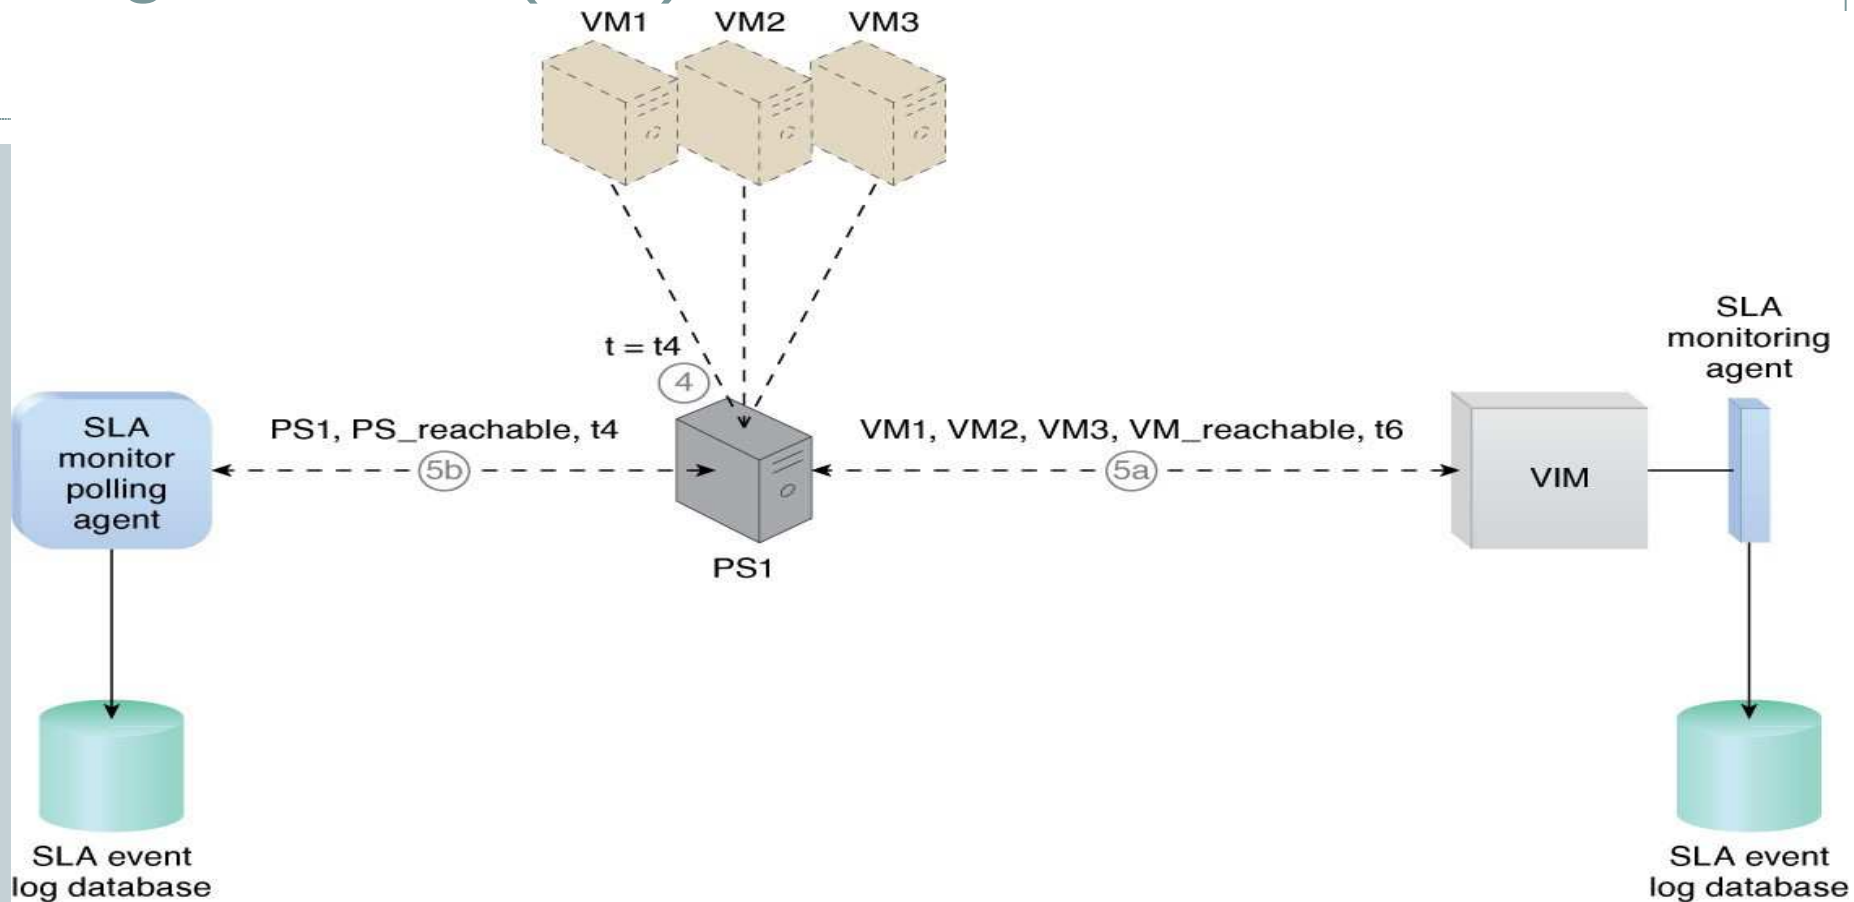 VM1 VM2 VM3
t = t4
4
SLA
monitoring
agent
SLA
monitor
polling
agent
PS1, PS_reachable, t4
5b
VM1, VM2, VM3, VM_reachable, t6
5a
VIM
PS1
SLA event
log database
SLA event
log database